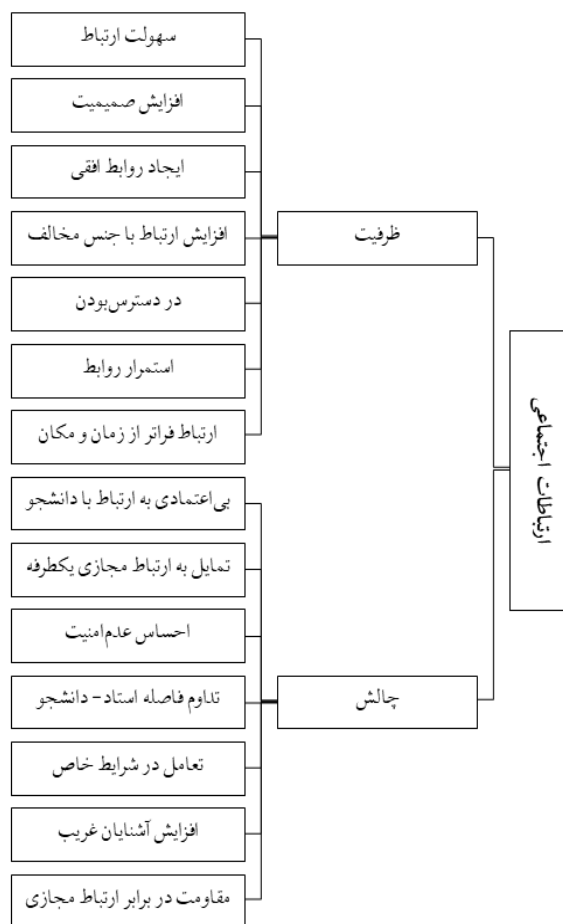 ارتباطات اجتماعی
ظرفیت
سهولت ارتباط
افزایش صمیمیت
ایجاد روابط افقی
افزایش ارتباط با جنس مخالف
در دسترس‌بودن
استمرار روابط
ارتباط فراتر از زمان و مکان
چالش
بی‌اعتمادی به ارتباط با دانشجو
تمایل به ارتباط مجازی یکطرفه
احساس عدم‌امنیت
تداوم فاصله استاد- دانشجو
تعامل در شرایط خاص
افزایش آشنایان غریب
مقاومت در برابر ارتباط مجازی